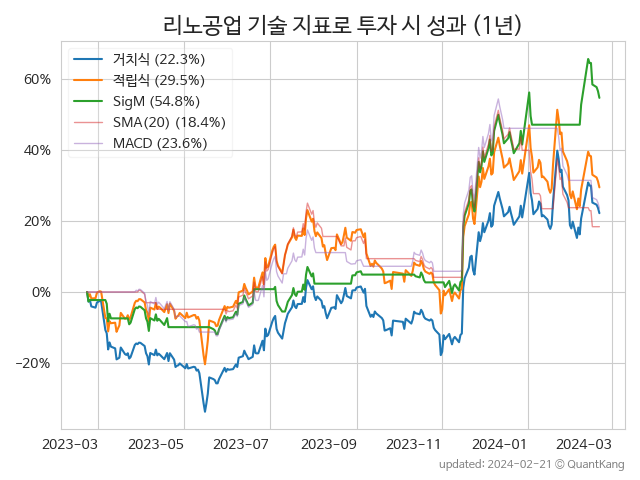 리노공업 기술 지표로 투자 시 성과 (1년)
거치식 (22.3%)
적립식 (29.5%)
SigM (54.8%)
SMA(20) (18.4%)
MACD (23.6%)
60%
40%
20%
0%
−20%
2023-03 2023-05 2023-07 2023-09 2023-11 2024-01 2024-03
updated: 2024-02-21 © QuantKang